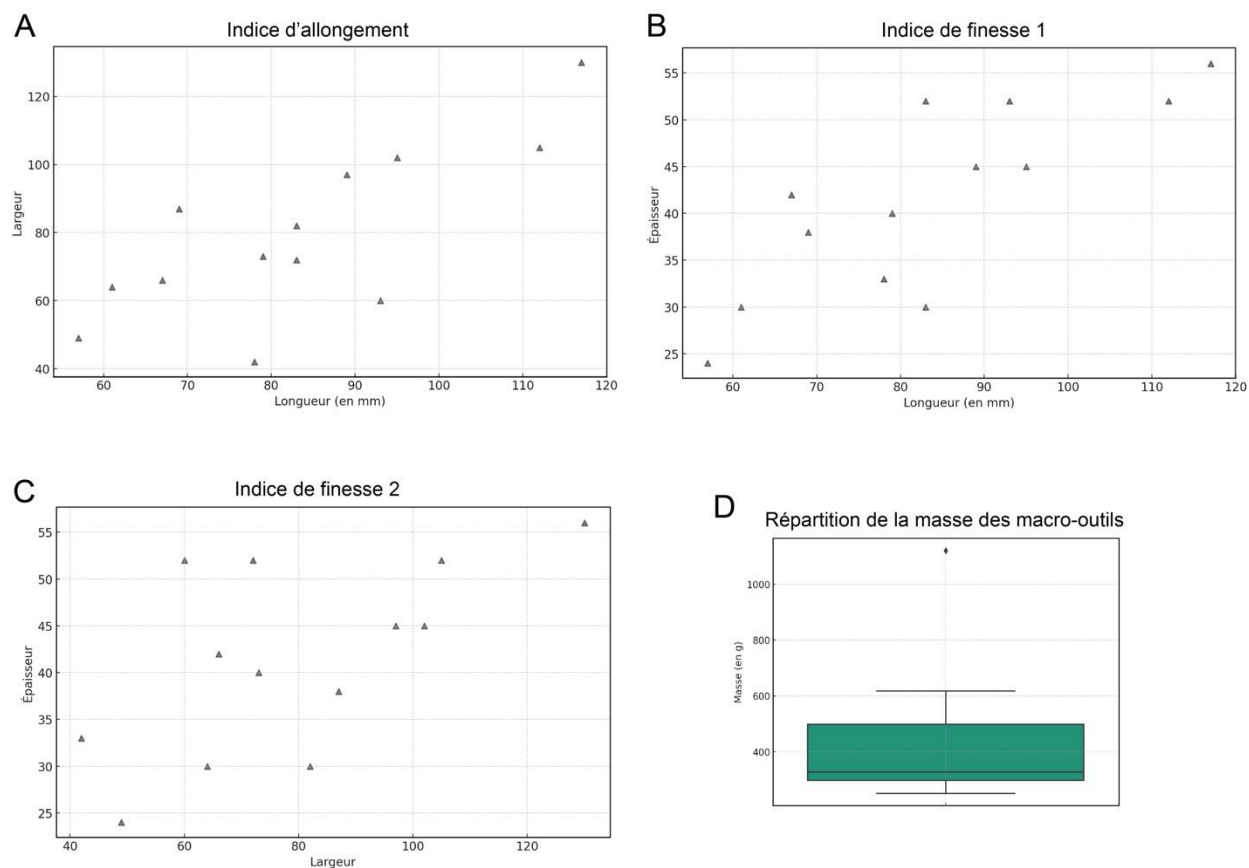 A
Indice d'allongement
120
100
80
60
40
Largeur
60
70
80
90
100
110
120
Longueur (en mm)
B
Indice de finesse 1
55
50
45
40
35
30
25
Épaisseur
60
70
80
90
100
110
120
Longueur (en mm)
C
Indice de finesse 2
55
50
45
40
35
30
25
Épaisseur
40
60
80
100
120
Largeur
D
Répartition de la masse des macro-outils
1000
800
600
400
Masse (en g)